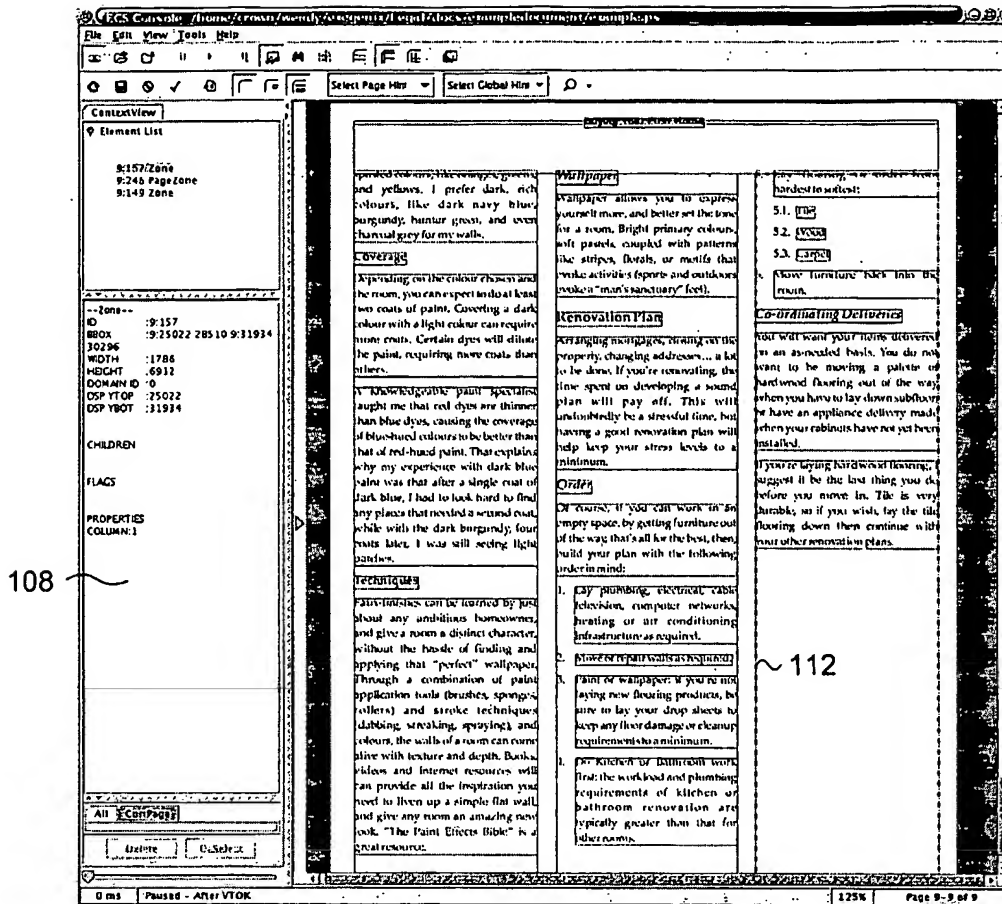 EGS Console /home/crown/wendy/exegenix/Legal/docs/exampledocument/example.ps
File Edit View Tools Help
Select Page Hint
Select Global Hint
ContextView
Element List
9:157 Zone
9:246 PageZone
9:149 Zone
--Zone--
ID :9:157
BBOX :9:25022 28510 9:31934
30296
WIDTH :1786
HEIGHT :6912
DOMAIN ID :0
DSP YTOP :25022
DSP YBOT :31934
CHILDREN
FLAGS
PROPERTIES
COLUMN:1
All ConPages
Delete DeSelect
0 ms Paused - After VTOK
108
and yellows. I prefer dark, rich
colours, like dark navy blue,
burgundy, hunter green, and even
charcoal grey for my walls.
Coverage
Depending on the colour chosen and
the room, you can expect to do at least
two coats of paint. Covering a dark
colour with a light colour can require
more coats. Certain dyes will dilute
the paint, requiring more coats than
others.
A knowledgeable paint specialist
taught me that red dyes are thinner
than blue dyes, causing the coverage
of blue-hued colours to be better than
that of red-hued paint. That explains
why my experience with dark blue
paint was that after a single coat of
dark blue, I had to look hard to find
any places that needed a second coat,
while with the dark burgundy, four
coats later, I was still seeing light
patches.
Techniques
Paint-finishes can be learned by just
about any ambitious homeowner,
and give a room a distinct character,
without the hassle of finding and
applying that "perfect" wallpaper.
Through a combination of paint
application tools (brushes, sponges,
rollers) and stroke techniques
(dabbing, streaking, spraying), and
colours, the walls of a room can come
alive with texture and depth. Books,
videos and Internet resources will
can provide all the inspiration you
need to liven up a simple flat wall,
and give any room an amazing new
look. "The Paint Effects Bible" is a
great resource.
Wallpaper
Wallpaper allows you to express
yourself more, and better set the tone
for a room. Bright primary colours,
soft pastels, coupled with patterns
like stripes, florals, or motifs that
evoke activities (sports and outdoors
evoke a "man's sanctuary" feel).
Renovation Plan
Arranging mortgages, closing on the
property, changing addresses... a lot
to be done. If you're renovating, the
time spent on developing a sound
plan will pay off. This will
undoubtedly be a stressful time, but
having a good renovation plan will
help keep your stress levels to a
minimum.
Order
Of course, if you can work in an
empty space, by getting furniture out
of the way that's all for the best, then,
build your plan with the following
order in mind:
1. Lay plumbing, electrical, cable
television, computer networks,
heating or air conditioning
infrastructure as required.
2. Move or repair walls as required.
3. Paint or wallpaper: if you're not
laying new flooring products, be
sure to lay your drop sheets to
keep any floor damage or cleanup
requirements to a minimum.
4. Do Kitchen or Bathroom work
first: the workload and plumbing
requirements of kitchen or
bathroom renovation are
typically greater than that for
other rooms.
hardest to softest:
5.1. Tile
5.2. Wood
5.3. Carpet
Move furniture back into the
room.
Co-ordinating Deliveries
You will want your items delivered
on an as-needed basis. You do not
want to be moving a palette of
hardwood flooring out of the way
when you have to lay down subfloor,
or have an appliance delivery made
when your cabinets have not yet been
installed.
If you're laying hardwood flooring, I
suggest it be the last thing you do
before you move in. Tile is very
durable, so if you wish, lay the tile
flooring down then continue with
your other renovation plans.
112
125% Page 9-9 of 9